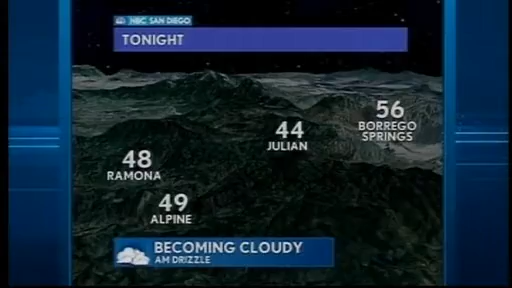 NBC SAN DIEGO
TONIGHT
56
BORREGO
SPRINGS
44
JULIAN
48
RAMONA
49
ALPINE
BECOMING CLOUDY
AM DRIZZLE